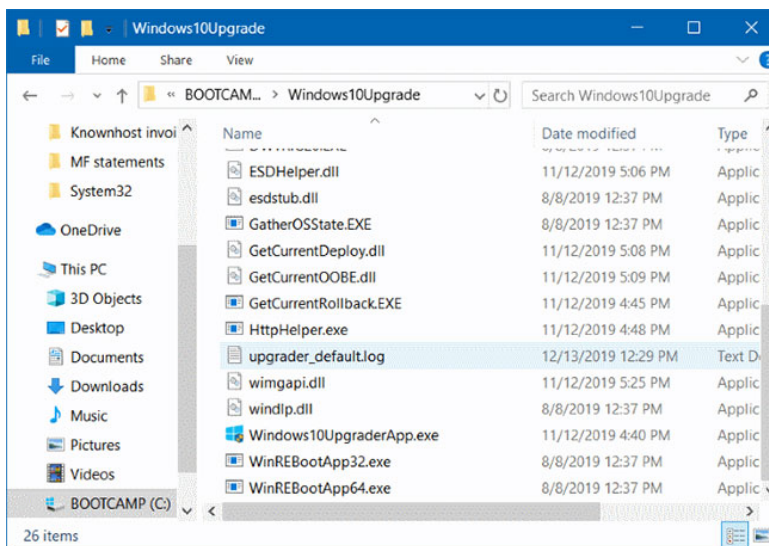 Windows10Upgrade
File Home Share View
« BOOTCAM... > Windows10Upgrade Search Windows10Upgrade
Name Date modified Type
ESDHelper.dll 11/12/2019 5:06 PM Applic
esdstub.dll 8/8/2019 12:37 PM Applic
GatherOSState.EXE 8/8/2019 12:37 PM Applic
GetCurrentDeploy.dll 11/12/2019 5:08 PM Applic
GetCurrentOOBE.dll 11/12/2019 5:09 PM Applic
GetCurrentRollback.EXE 11/12/2019 4:45 PM Applic
HttpHelper.exe 11/12/2019 4:48 PM Applic
upgrader_default.log 12/13/2019 12:29 PM Text D
wimgapi.dll 11/12/2019 5:25 PM Applic
windlp.dll 8/8/2019 12:37 PM Applic
Windows10UpgraderApp.exe 11/12/2019 4:40 PM Applic
WinREBootApp32.exe 8/8/2019 12:37 PM Applic
WinREBootApp64.exe 8/8/2019 12:37 PM Applic
Knownhost invoi
MF statements
System32
OneDrive
This PC
3D Objects
Desktop
Documents
Downloads
Music
Pictures
Videos
BOOTCAMP (C:)
26 items